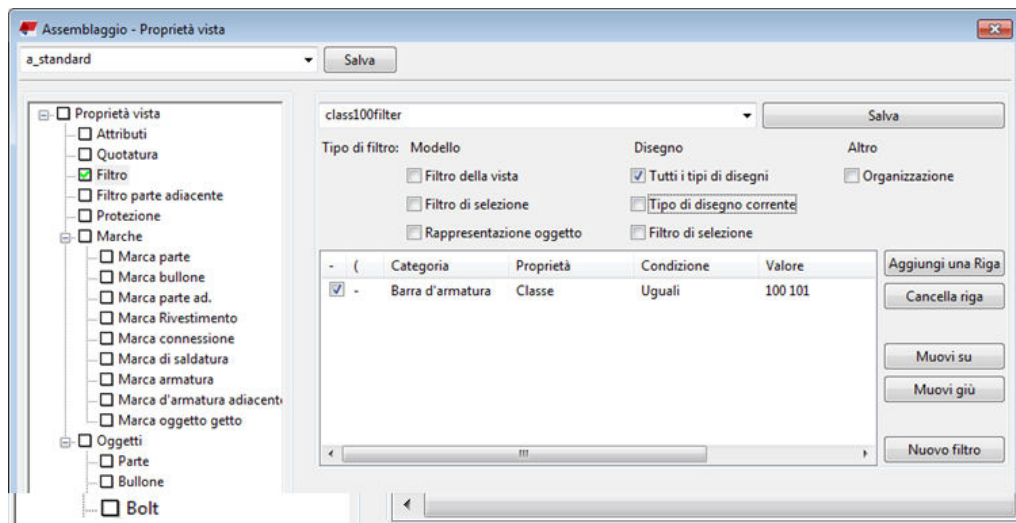 Assemblaggio - Proprietà vista
a_standard Salva
Proprietà vista
Attributi
Quotatura
Filtro
Filtro parte adiacente
Protezione
Marche
Marca parte
Marca bullone
Marca parte ad.
Marca Rivestimento
Marca connessione
Marca di saldatura
Marca armatura
Marca d'armatura adiacente
Marca oggetto getto
Oggetti
Parte
Bullone
Bolt
class100filter Salva
Tipo di filtro: Modello Disegno Altro
Filtro della vista Tutti i tipi di disegni Organizzazione
Filtro di selezione Tipo di disegno corrente
Rappresentazione oggetto Filtro di selezione
- ( Categoria Proprietà Condizione Valore
- Barra d'armatura Classe Uguali 100 101
Aggiungi una Riga
Cancella riga
Muovi su
Muovi giù
Nuovo filtro